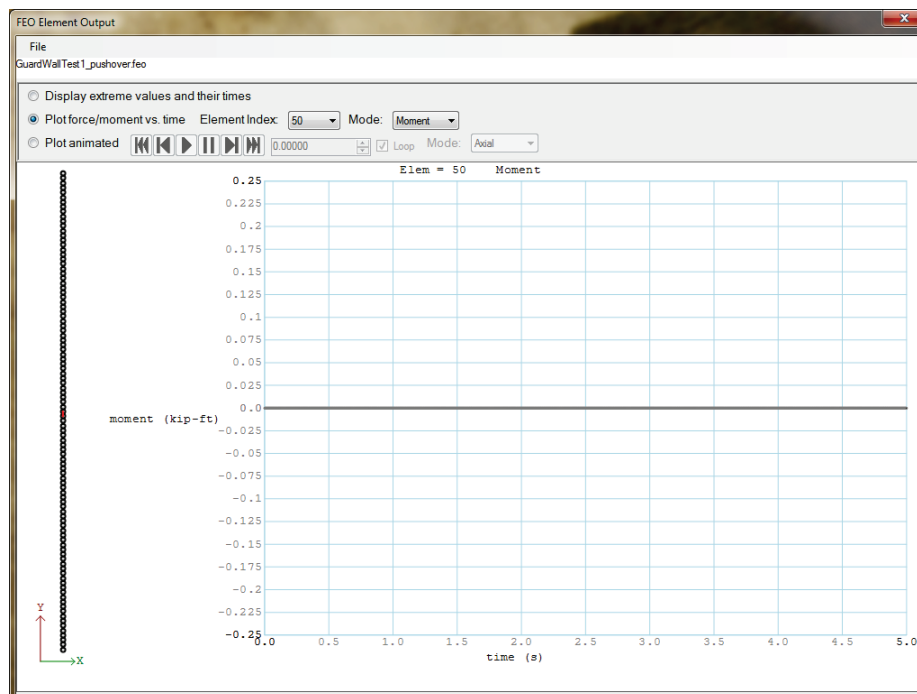 FEO Element Output
X
File
GuardWallTest1_pushover.feo
Display extreme values and their times
Plot force/moment vs. time Element Index: 50 Mode: Moment
Plot animated 0.00000 Loop Mode: Axial
Elem = 50 Moment
0.25
0.225
0.2
0.175
0.15
0.125
0.1
0.075
0.05
0.025
0.0
moment (kip-ft)
-0.025
-0.05
-0.075
-0.1
-0.125
-0.15
-0.175
-0.2
-0.225
-0.25
Y
X
0.0 0.5 1.0 1.5 2.0 2.5 3.0 3.5 4.0 4.5 5.0
time (s)